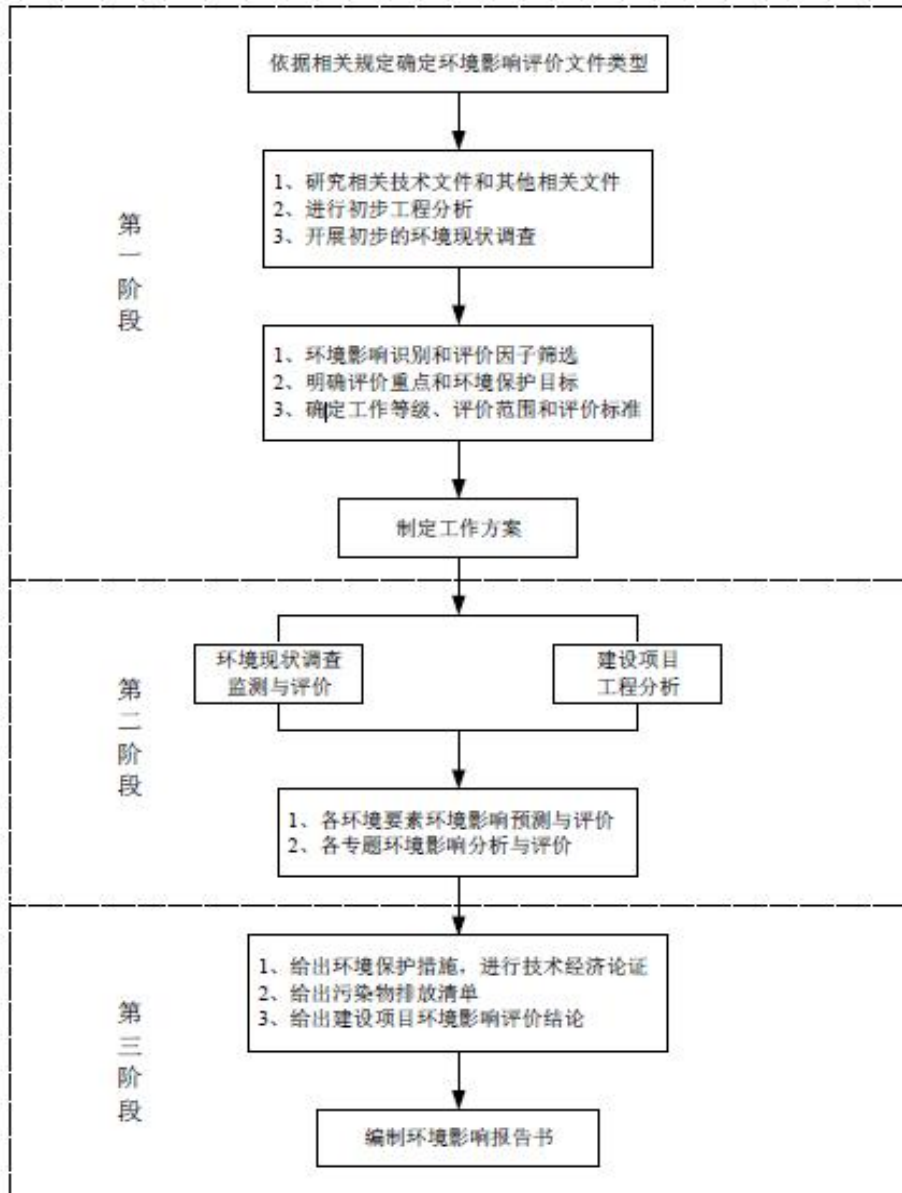 依据相关规定确定环境影响评价文件类型
1、研究相关技术文件和其他相关文件
2、进行初步工程分析
3、开展初步的环境现状调查
第一阶段
1、环境影响识别和评价因子筛选
2、明确评价重点和环境保护目标
3、确定工作等级、评价范围和评价标准
制定工作方案
环境现状调查
监测与评价
建设项目
工程分析
第二阶段
1、各环境要素环境影响预测与评价
2、各专题环境影响分析与评价
1、给出环境保护措施，进行技术经济论证
2、给出污染物排放清单
3、给出建设项目环境影响评价结论
第三阶段
编制环境影响报告书